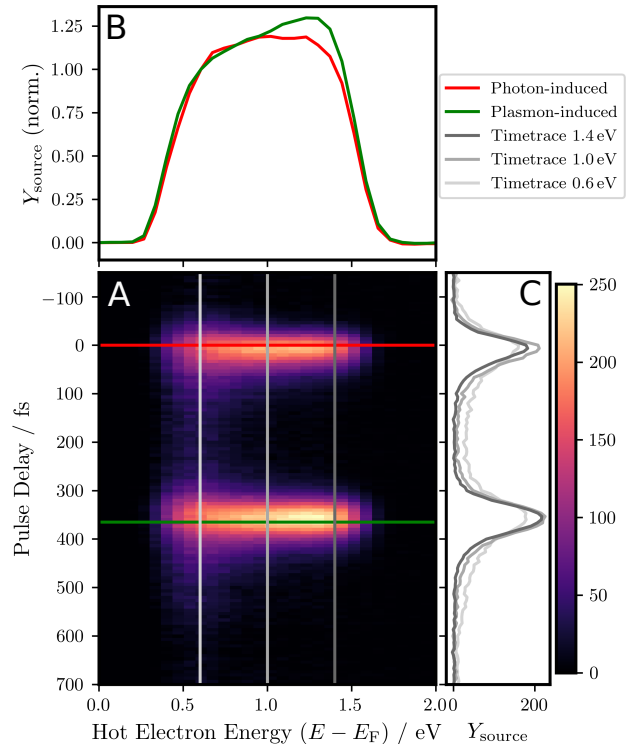 B
1.25
1.00
0.75
0.50
0.25
0.00
Y_source (norm.)
Photon-induced
Plasmon-induced
Timetrace 1.4 eV
Timetrace 1.0 eV
Timetrace 0.6 eV
A
C
−100
0
100
200
300
400
500
600
700
Pulse Delay / fs
0.0 0.5 1.0 1.5 2.0
Hot Electron Energy (E − E_F) / eV
0 200
Y_source
250
200
150
100
50
0